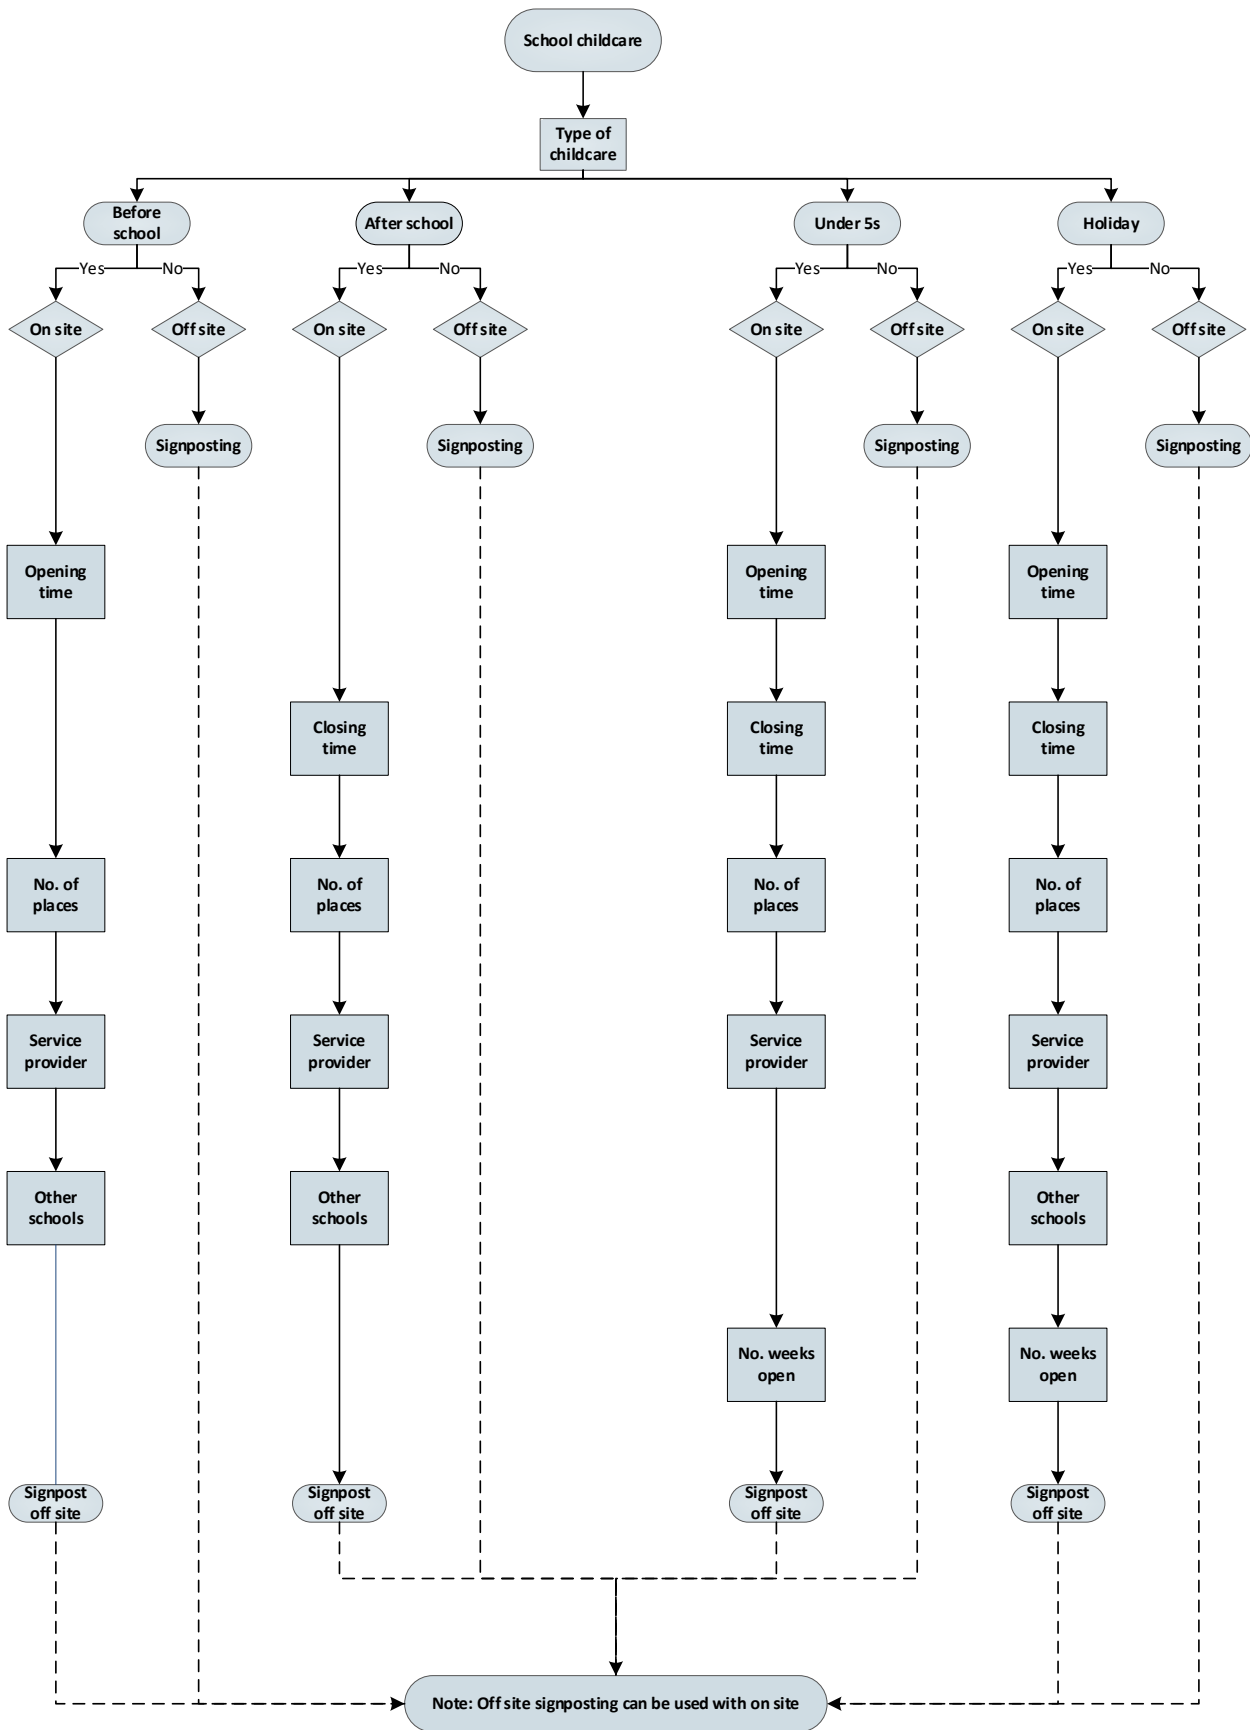 School childcare
Type of
childcare
Before
school
After school
Under 5s
Holiday
Yes
No
Yes
No
Yes
No
Yes
No
On site
Off site
On site
Off site
On site
Off site
On site
Off site
Signposting
Signposting
Signposting
Signposting
Opening
time
Opening
time
Opening
time
Closing
time
Closing
time
Closing
time
No. of
places
No. of
places
No. of
places
No. of
places
Service
provider
Service
provider
Service
provider
Service
provider
Other
schools
Other
schools
Other
schools
No. weeks
open
No. weeks
open
Signpost
off site
Signpost
off site
Signpost
off site
Signpost
off site
Note: Off site signposting can be used with on site